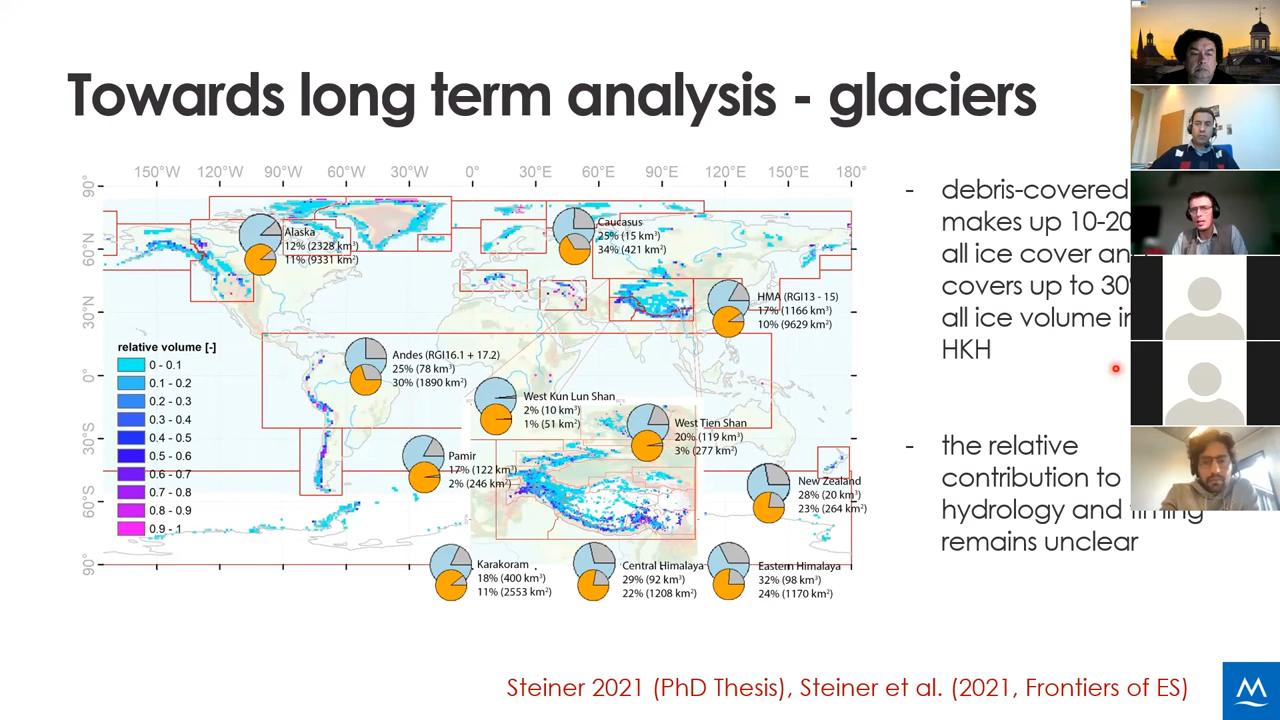 Towards long term analysis - glaciers
150°W 120°W 90°W 60°W 30°W 0° 30°E 60°E 90°E 120°E 150°E 180°
90°
60°N
30°N
0°
30°S
60°S
90°
Alaska
12% (2328 km³)
11% (9331 km²)
Caucasus
25% (15 km³)
34% (421 km²)
HMA (RGI13 - 15)
17% (1166 km³)
10% (9629 km²)
Andes (RGI16.1 + 17.2)
25% (78 km³)
30% (1890 km²)
West Kun Lun Shan
2% (10 km³)
1% (51 km²)
West Tien Shan
20% (119 km³)
3% (277 km²)
Pamir
17% (122 km³)
2% (246 km²)
New Zealand
28% (20 km³)
23% (264 km²)
Karakoram
18% (400 km³)
11% (2553 km²)
Central Himalaya
29% (92 km³)
22% (1208 km²)
Eastern Himalaya
32% (98 km³)
24% (1170 km²)
relative volume [-]
0 - 0.1
0.1 - 0.2
0.2 - 0.3
0.3 - 0.4
0.4 - 0.5
0.5 - 0.6
0.6 - 0.7
0.7 - 0.8
0.8 - 0.9
0.9 - 1
- debris-covered
makes up 10-20
all ice cover an
covers up to 30
all ice volume in
HKH
- the relative
contribution to
hydrology and timing
remains unclear
Steiner 2021 (PhD Thesis), Steiner et al. (2021, Frontiers of ES)